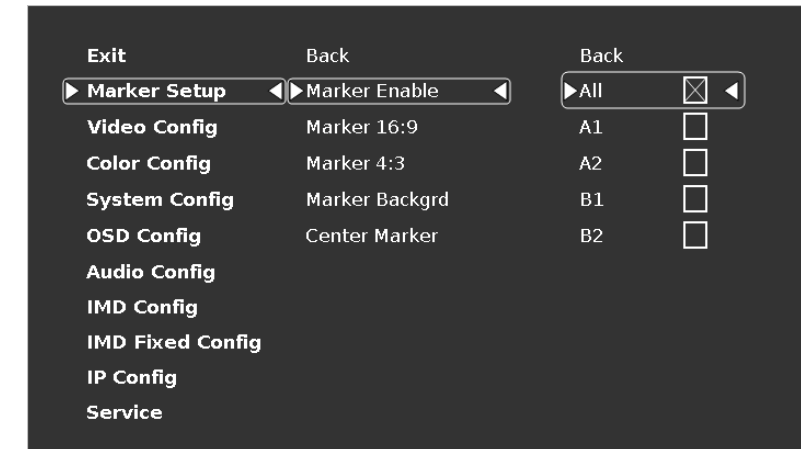 Exit Back Back
Marker Setup Marker Enable All
Video Config Marker 16:9 A1
Color Config Marker 4:3 A2
System Config Marker Backgrd B1
OSD Config Center Marker B2
Audio Config
IMD Config
IMD Fixed Config
IP Config
Service